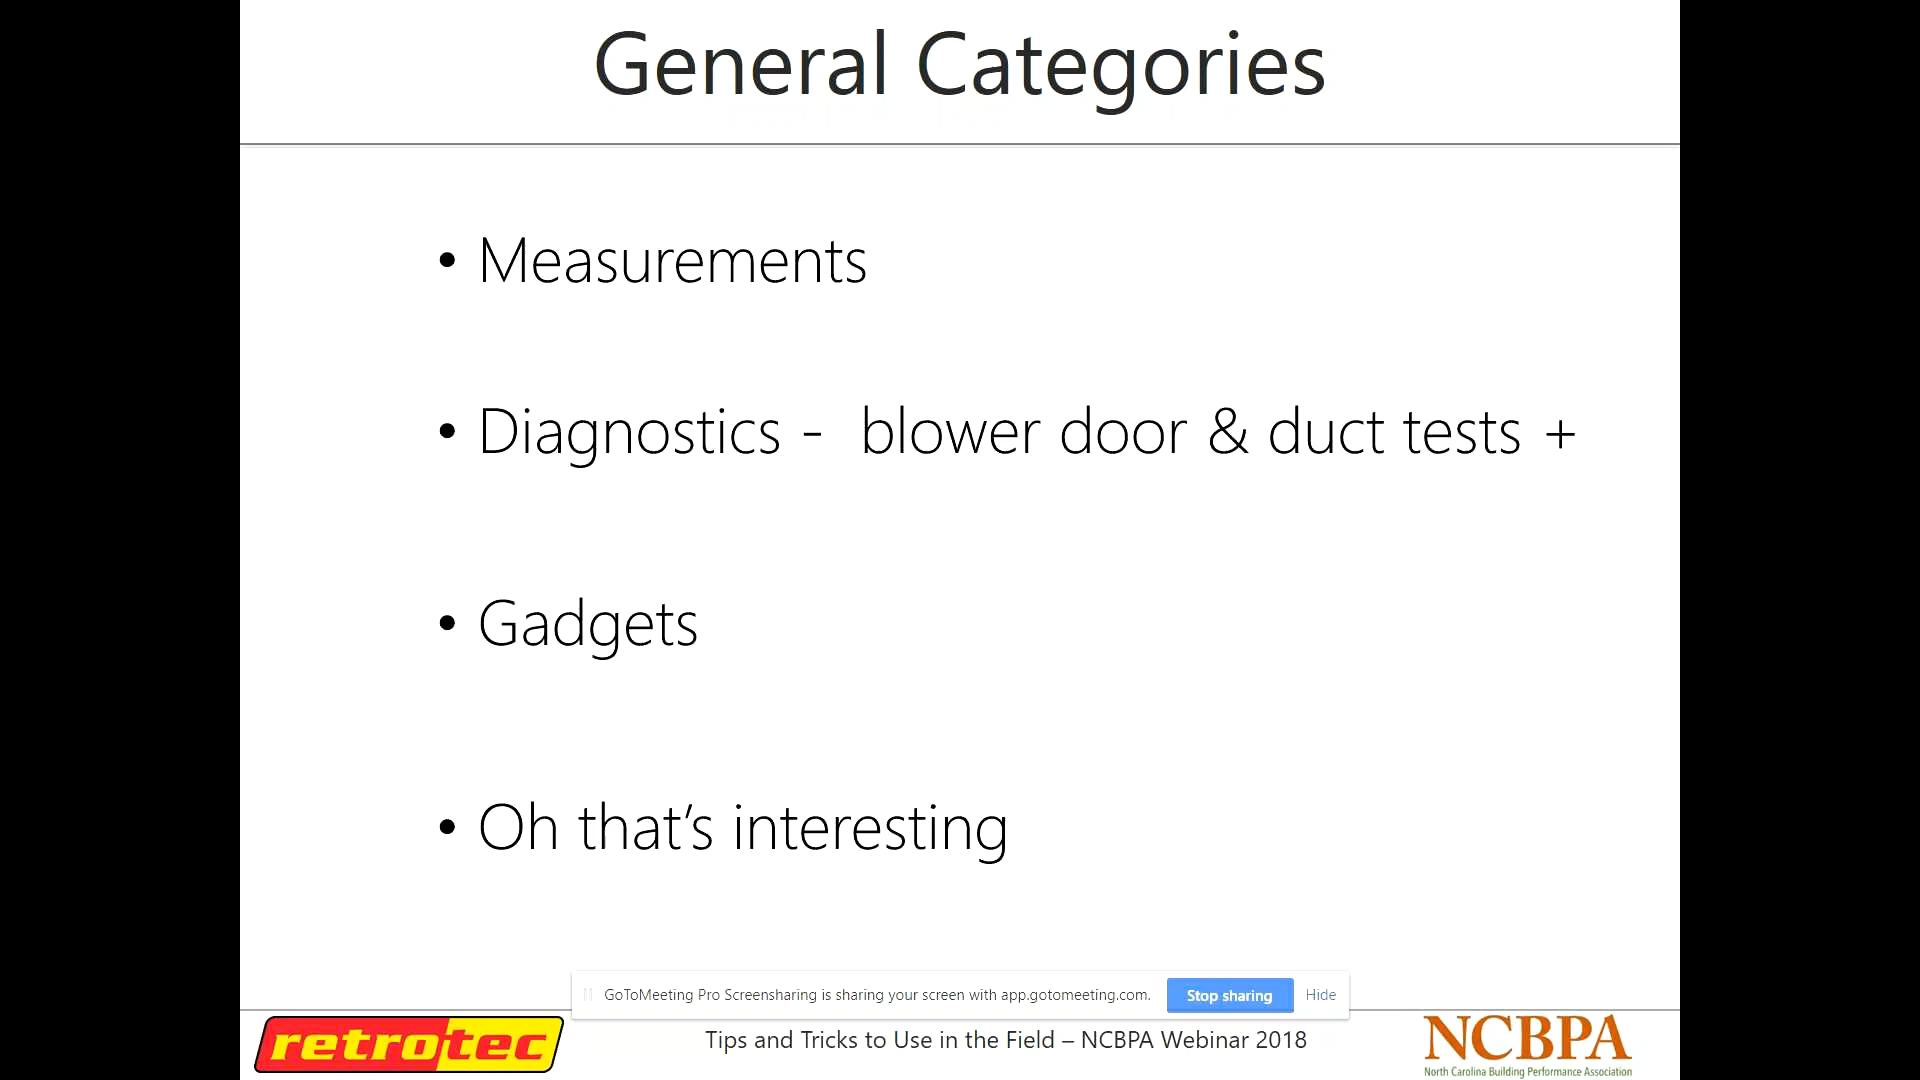 General Categories
• Measurements
• Diagnostics - blower door & duct tests +
• Gadgets
• Oh that’s interesting
GoToMeeting Pro Screensharing is sharing your screen with app.gotomeeting.com. Stop sharing Hide
retrotec
Tips and Tricks to Use in the Field – NCBPA Webinar 2018
NCBPA
North Carolina Building Performance Association